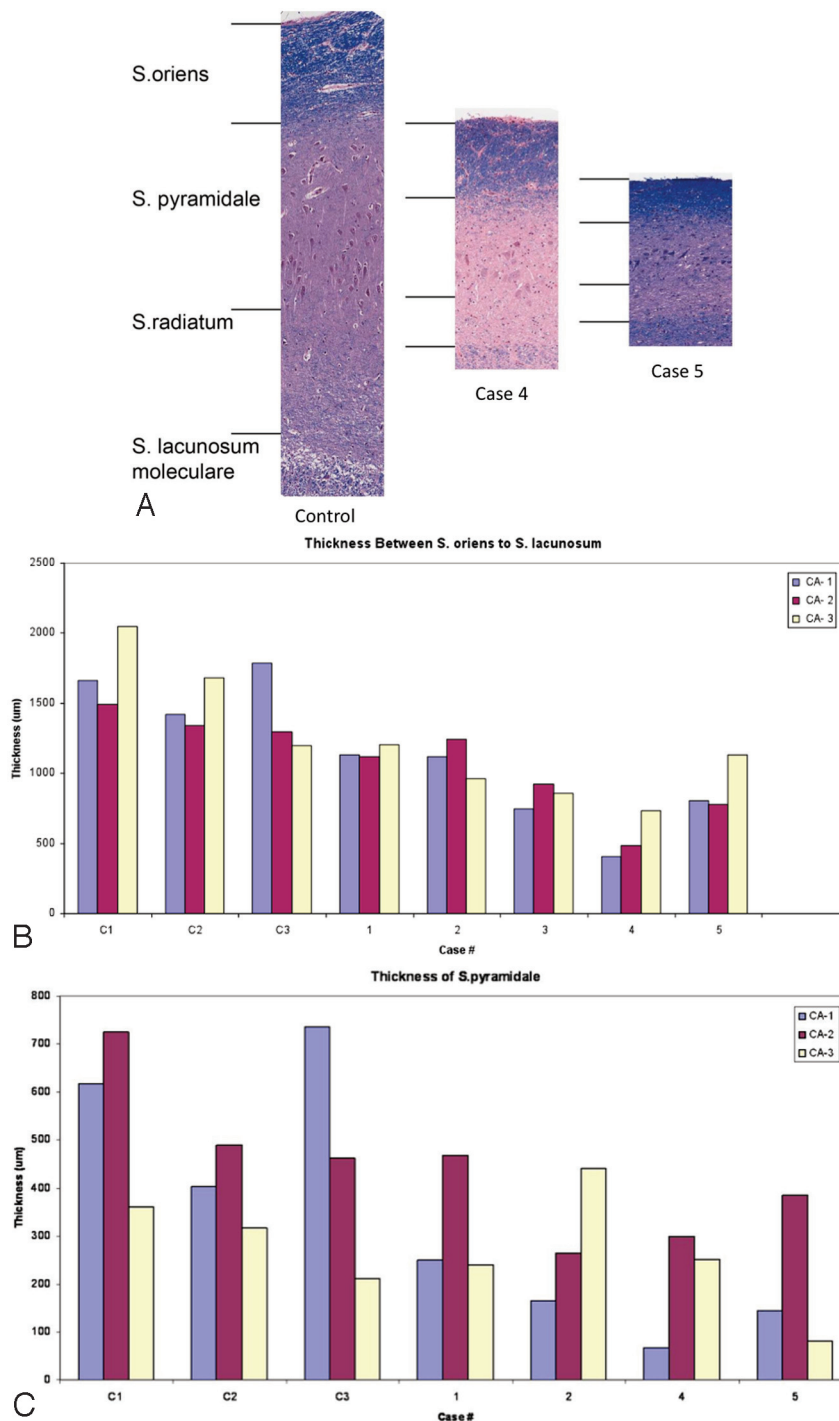 S.oriens
S. pyramidale
S.radiatum
S. lacunosum
moleculare
Control
Case 4
Case 5
A
Thickness Between S. oriens to S. lacunosum
2500
2000
1500
1000
500
0
Thickness (um)
CA- 1
CA- 2
CA- 3
C1
C2
C3
1
2
3
4
5
Case #
B
Thickness of S.pyramidale
800
700
600
500
400
300
200
100
0
Thickness (um)
CA-1
CA-2
CA-3
C1
C2
C3
1
2
4
5
Case #
C